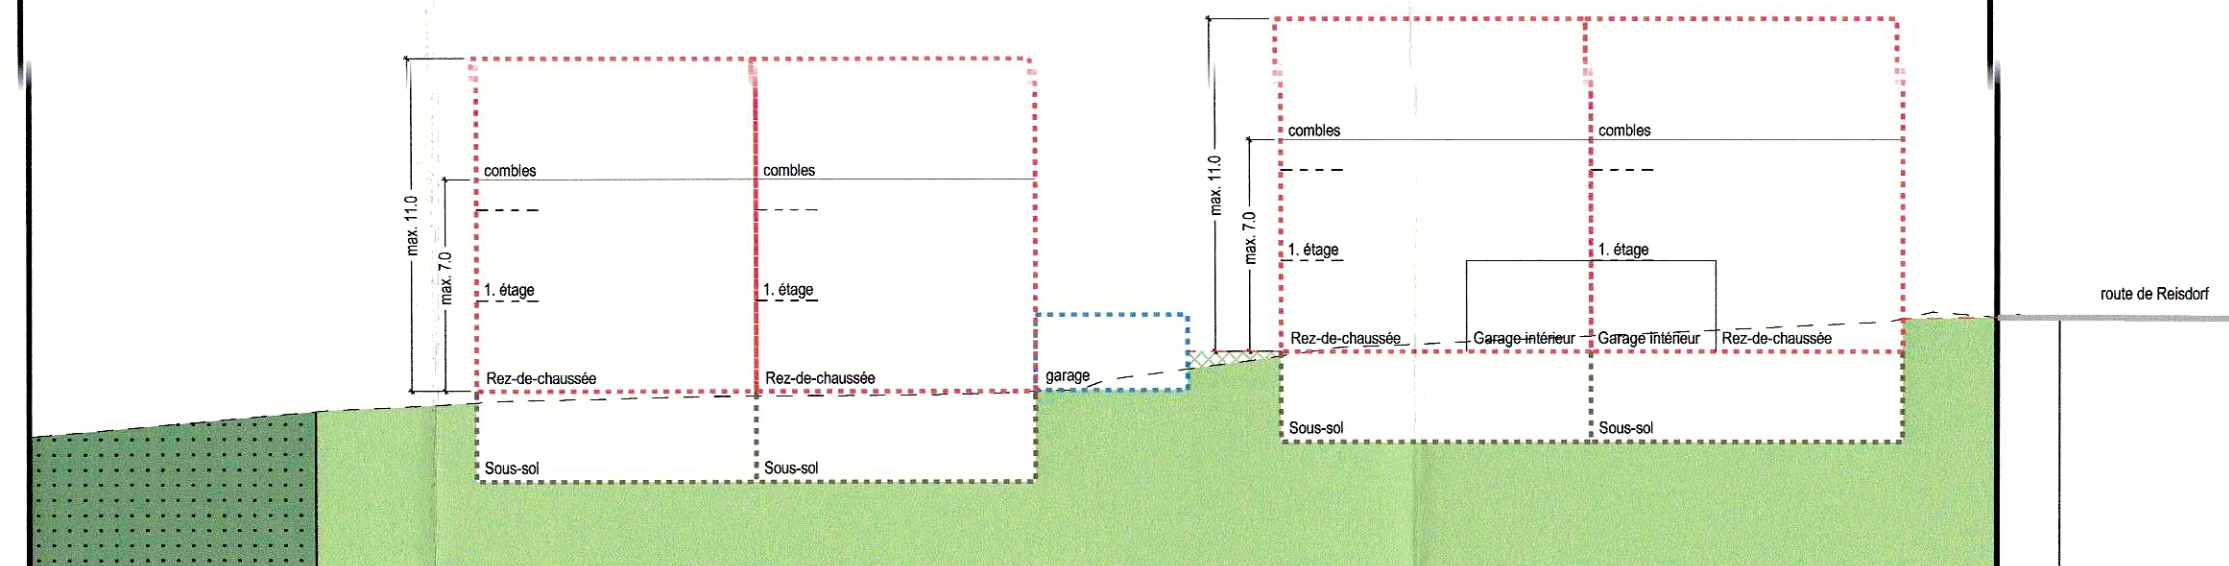 combles
combles
max. 11.0
max. 7.0
1. étage
1. étage
Rez-de-chaussée
Rez-de-chaussée
garage
Sous-sol
Sous-sol
combles
combles
max. 11.0
max. 7.0
1. étage
1. étage
Rez-de-chaussée
Garage intérieur
Garage intérieur
Rez-de-chaussée
Sous-sol
Sous-sol
route de Reisdorf